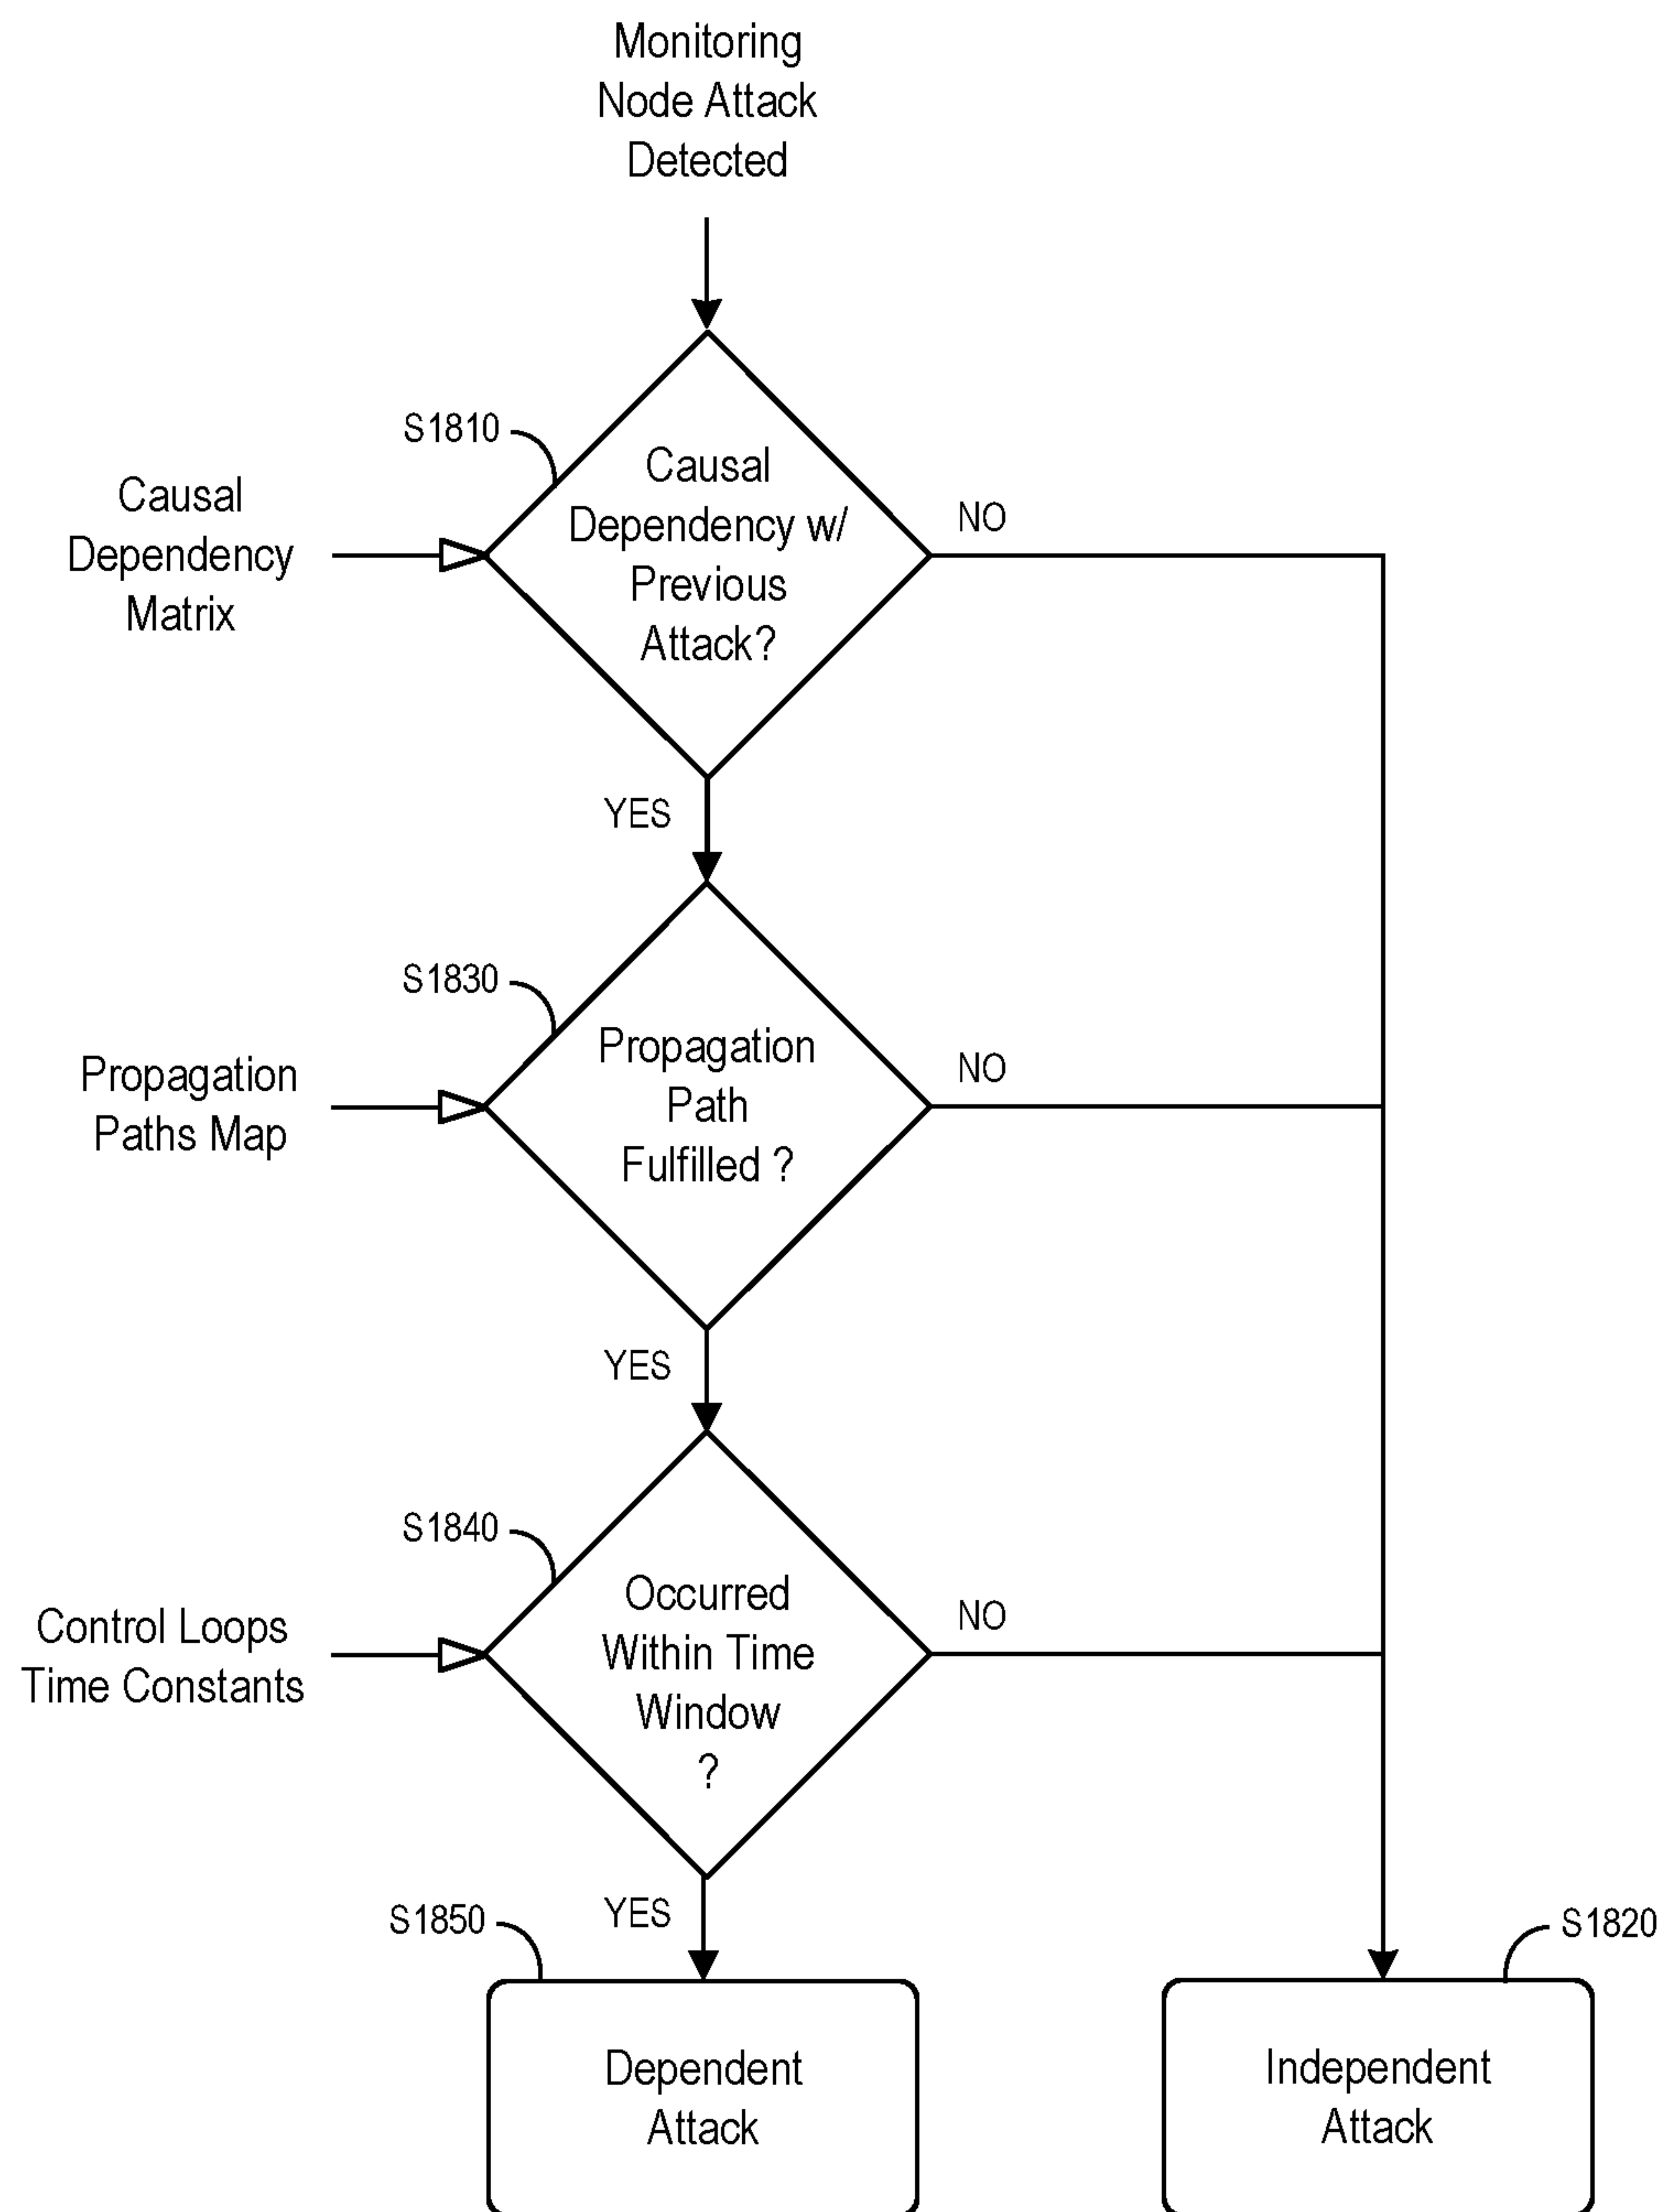 Monitoring
Node Attack
Detected
S1810
Causal
Dependency
Matrix
Causal
Dependency w/
Previous
Attack?
NO
YES
S1830
Propagation
Paths Map
Propagation
Path
Fulfilled ?
NO
YES
S1840
Control Loops
Time Constants
Occurred
Within Time
Window
?
NO
YES
S1850
S1820
Dependent
Attack
Independent
Attack